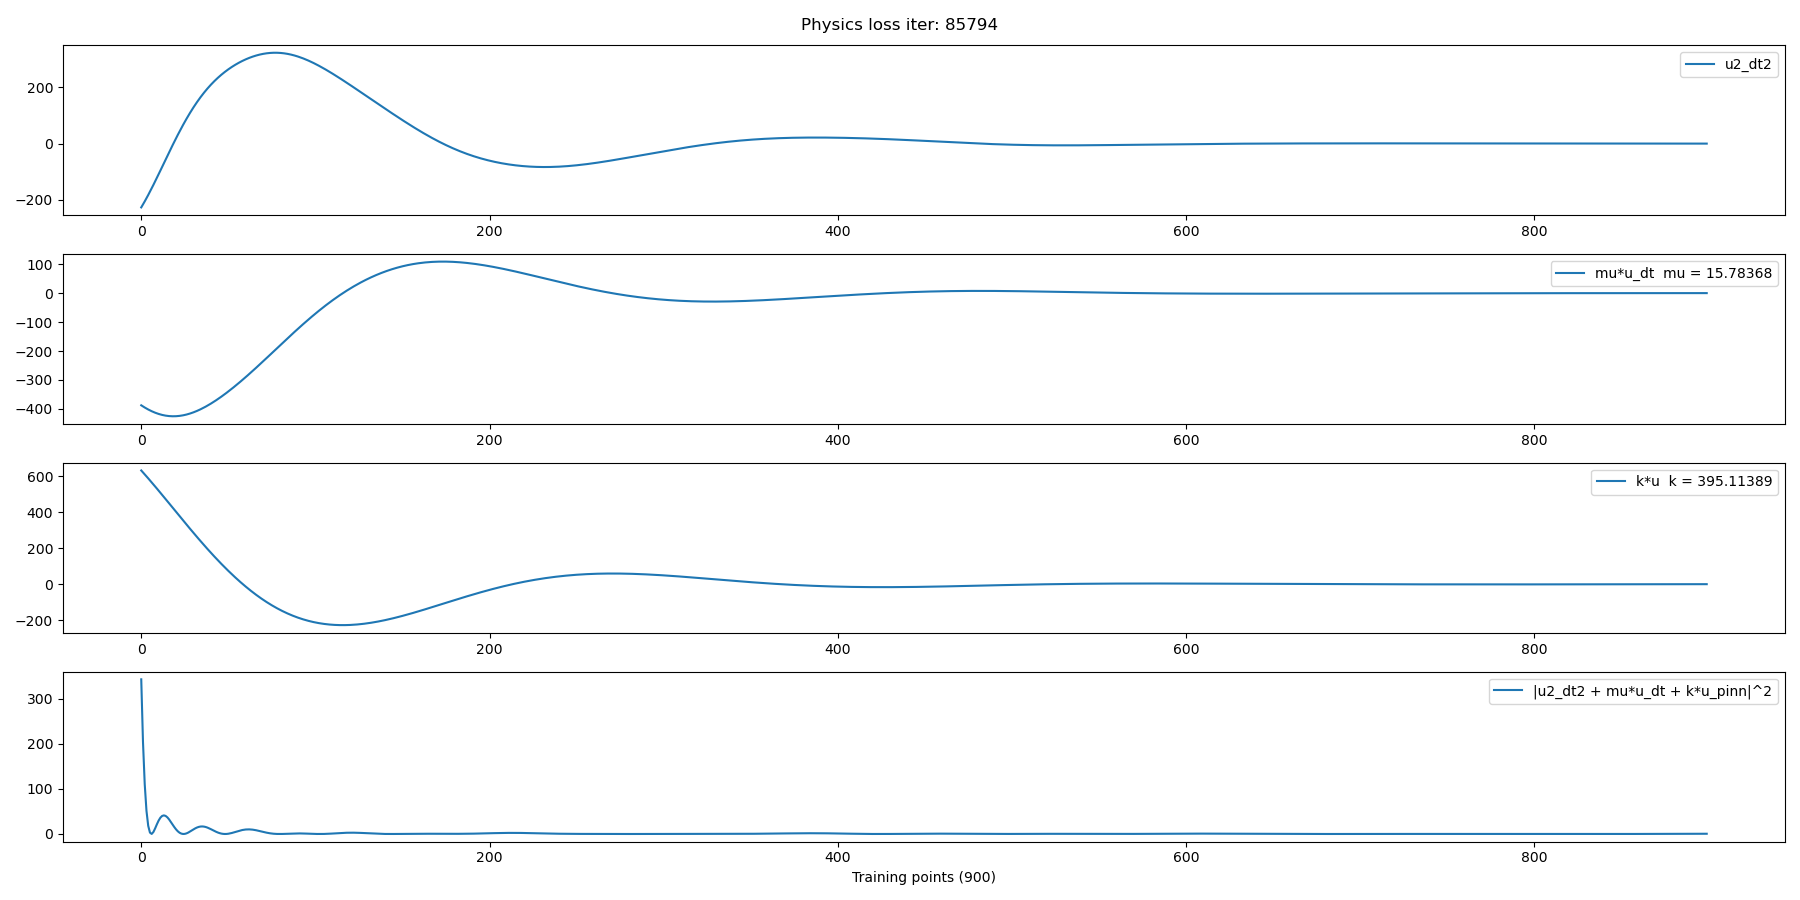 Physics loss iter: 85794
u2_dt2
200
0
−200
0 200 400 600 800
mu*u_dt  mu = 15.78368
100
0
−100
−200
−300
−400
0 200 400 600 800
k*u  k = 395.11389
600
400
200
0
−200
0 200 400 600 800
|u2_dt2 + mu*u_dt + k*u_pinn|^2
300
200
100
0
0 200 400 600 800
Training points (900)